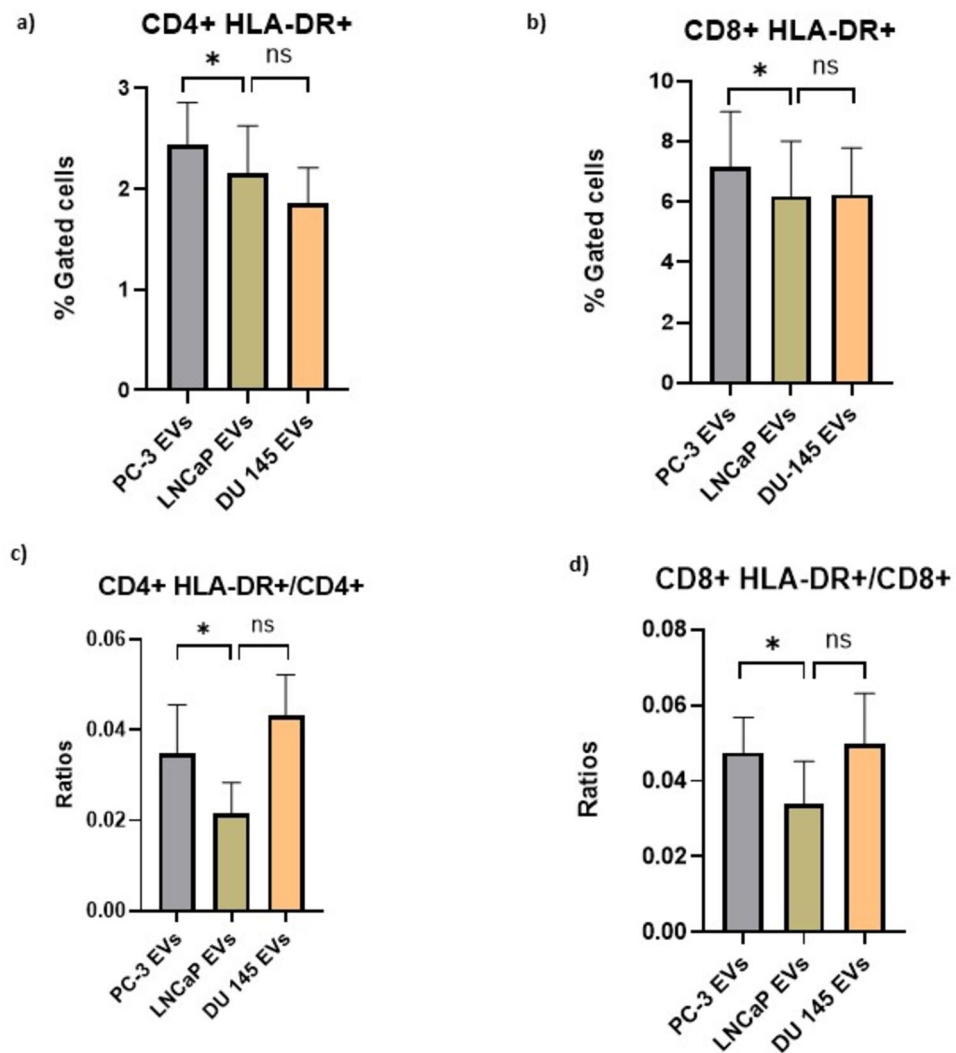 a)
CD4+ HLA-DR+
* ns
3
2
1
0
% Gated cells
PC-3 EVs
LNCaP EVs
DU 145 EVs
b)
CD8+ HLA-DR+
* ns
10
8
6
4
2
0
% Gated cells
PC-3 EVs
LNCaP EVs
DU-145 EVs
c)
CD4+ HLA-DR+/CD4+
* ns
0.06
0.04
0.02
0.00
Ratios
PC-3 EVs
LNCaP EVs
DU 145 EVs
d)
CD8+ HLA-DR+/CD8+
* ns
0.08
0.06
0.04
0.02
0.00
Ratios
PC-3 EVs
LNCaP EVs
DU 145 EVs